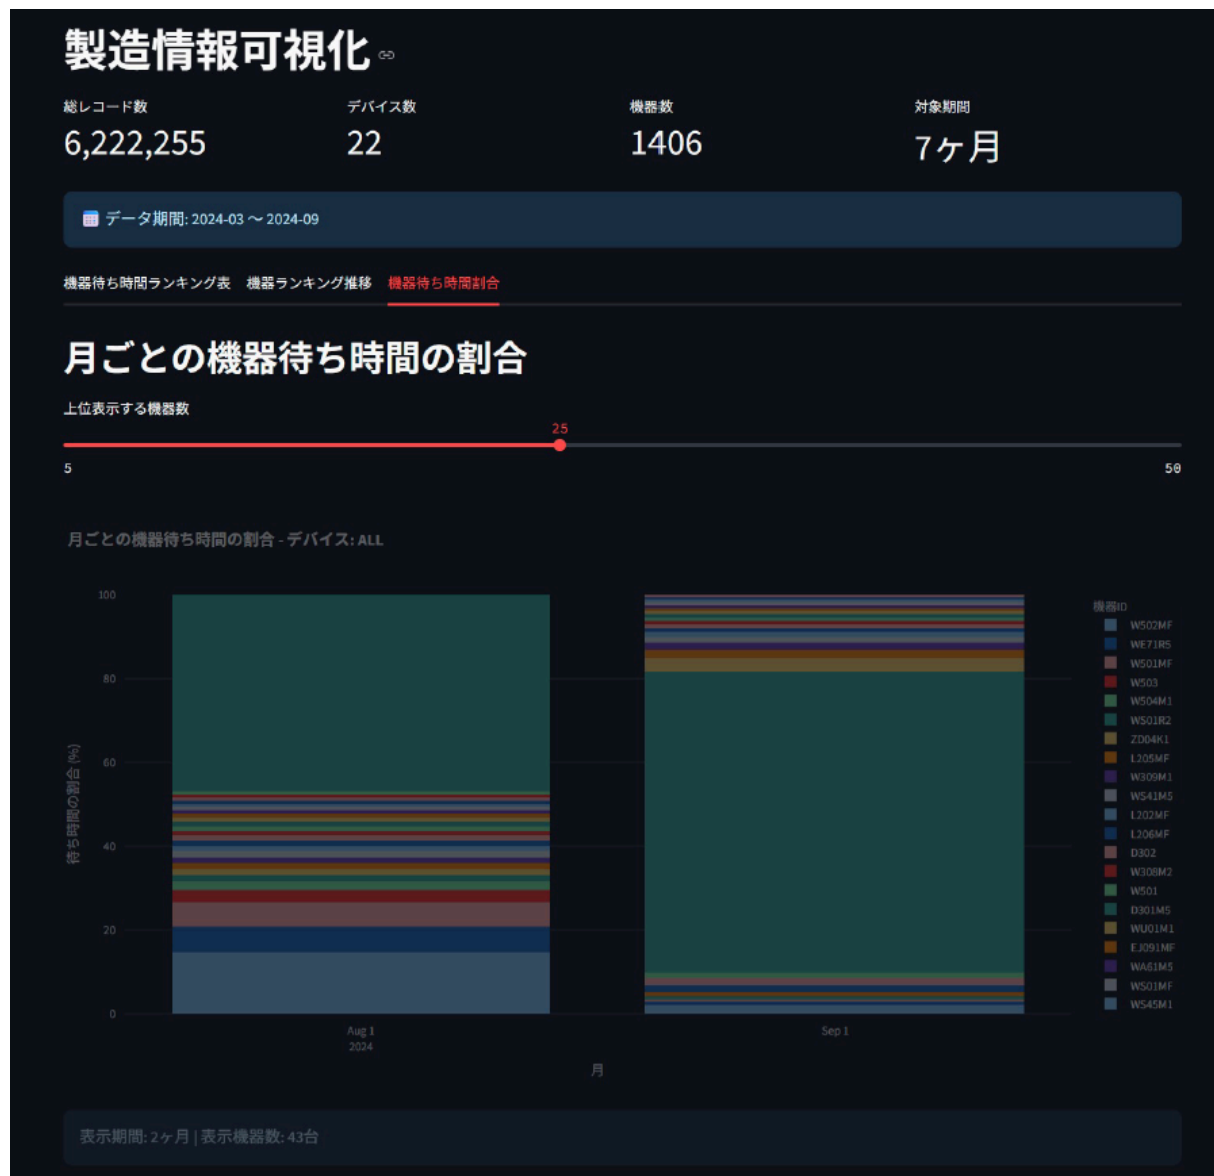 製造情報可視化
総レコード数 デバイス数 機器数 対象期間
6,222,255 22 1406 7ヶ月
データ期間: 2024-03 ～ 2024-09
機器待ち時間ランキング表 機器ランキング推移 機器待ち時間割合
月ごとの機器待ち時間の割合
上位表示する機器数
25
5 50
月ごとの機器待ち時間の割合 - デバイス: ALL
待ち時間の割合 (%)
100
80
60
40
20
0
Aug 1
2024
Sep 1
月
機器ID
W502MF
WE71R5
W501MF
W503
W504M1
WS01R2
ZD04K1
L205MF
W309M1
WS41M5
L202MF
L206MF
D302
W308M2
W501
D301M5
WU01M1
EJ091MF
WA61M5
WS01MF
WS45M1
表示期間: 2ヶ月 | 表示機器数: 43台